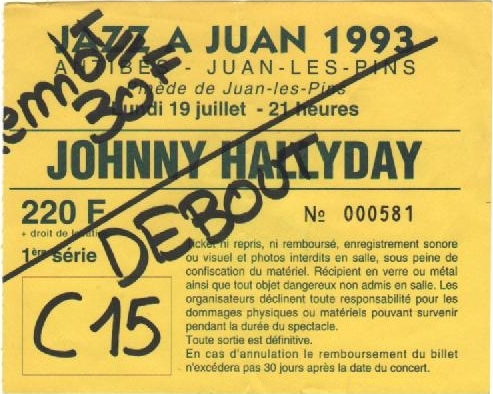 JAZZ A JUAN 1993
ANTIBES - JUAN-LES-PINS
Pinède de Juan-les-Pins
Lundi 19 juillet - 21 heures
JOHNNY HALLYDAY
DEBOUT
220 F
+ droit de location
Nº 000581
1ère série
C 15
Ticket ni repris, ni remboursé, enregistrement sonore
ou visuel et photos interdits en salle, sous peine de
confiscation du matériel. Récipient en verre ou métal
ainsi que tout objet dangereux non admis en salle. Les
organisateurs déclinent toute responsabilité pour les
dommages physiques ou matériels pouvant survenir
pendant la durée du spectacle.
Toute sortie est définitive.
En cas d'annulation le remboursement du billet
n'excédera pas 30 jours après la date du concert.